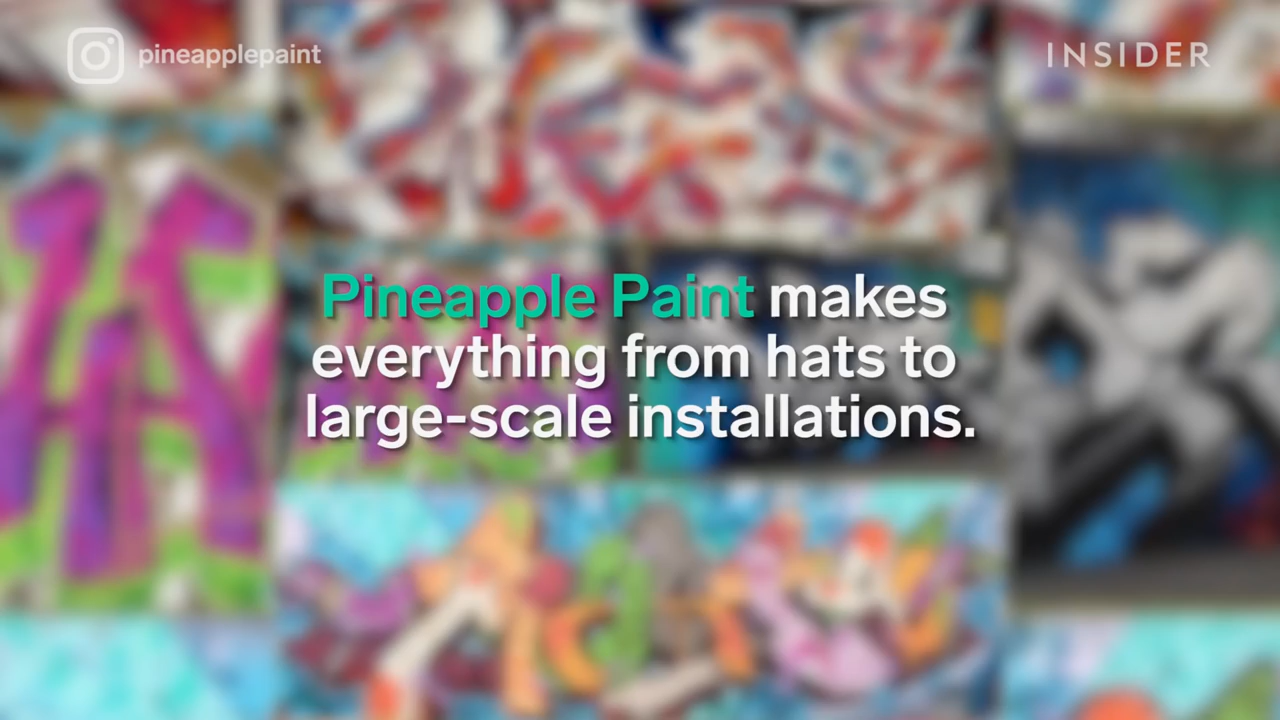 pineapplepaint
INSIDER
Pineapple Paint makes
everything from hats to
large-scale installations.